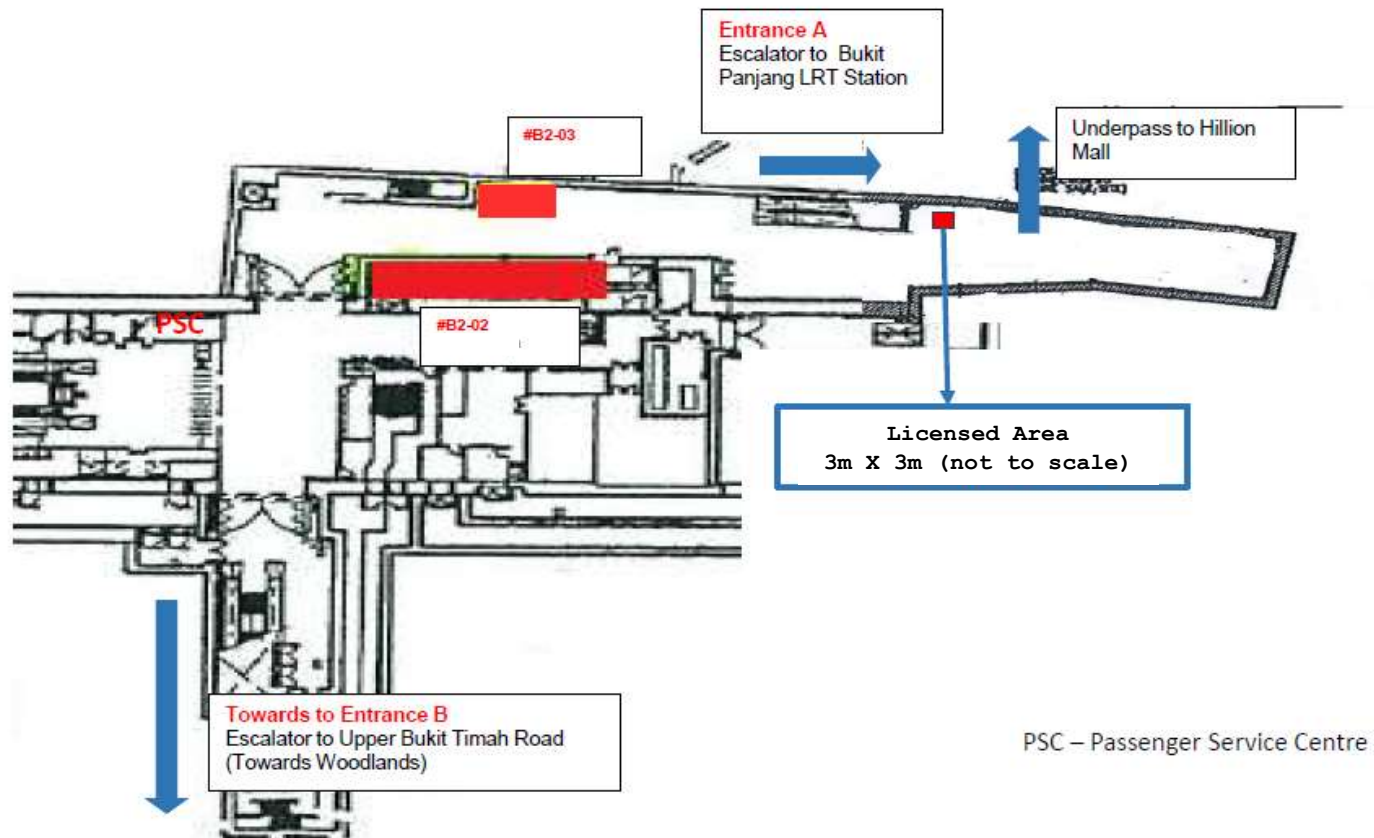 Entrance A
Escalator to Bukit
Panjang LRT Station
#B2-03
Underpass to Hillion
Mall
PSC
#B2-02
Licensed Area
3m X 3m (not to scale)
Towards to Entrance B
Escalator to Upper Bukit Timah Road
(Towards Woodlands)
PSC – Passenger Service Centre